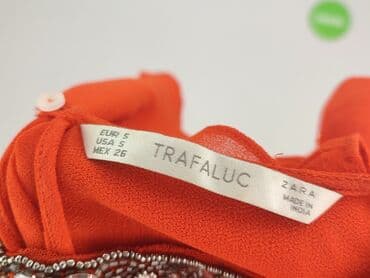 EUR S
USA S
MEX 26
TRAFALUC
ZARA
MADE IN
INDIA